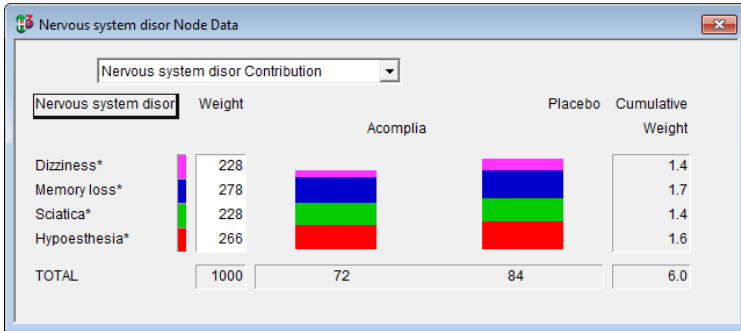 Nervous system disor Node Data
Nervous system disor Contribution
Nervous system disor Weight Placebo Cumulative
Acomplia Weight
Dizziness* 228 1.4
Memory loss* 278 1.7
Sciatica* 228 1.4
Hypoesthesia* 266 1.6
TOTAL 1000 72 84 6.0